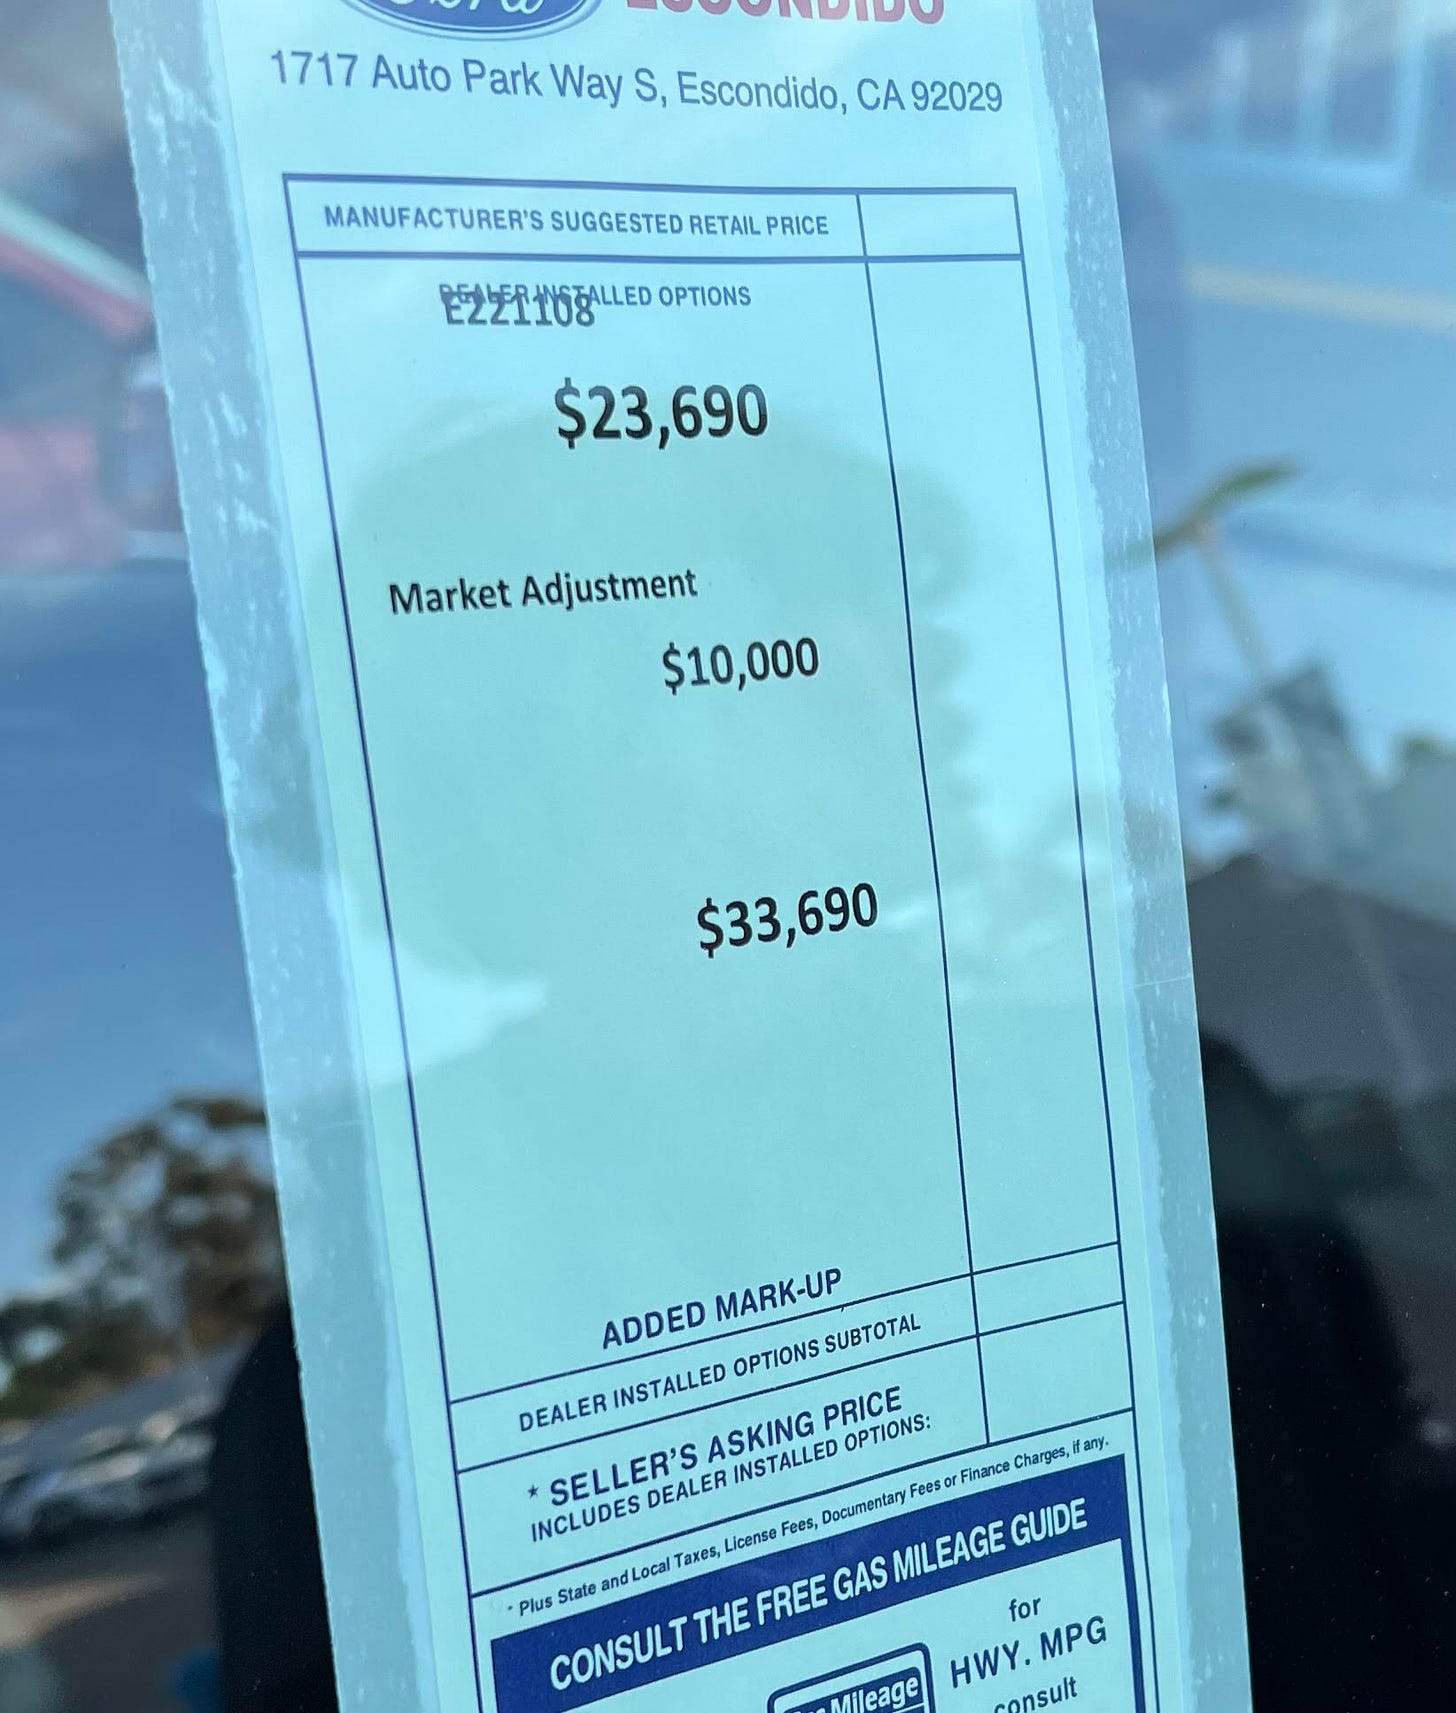 Ford ESCONDIDO
1717 Auto Park Way S, Escondido, CA 92029
MANUFACTURER'S SUGGESTED RETAIL PRICE
DEALER INSTALLED OPTIONS
E221108
$23,690
Market Adjustment
$10,000
$33,690
ADDED MARK-UP
DEALER INSTALLED OPTIONS SUBTOTAL
* SELLER'S ASKING PRICE
INCLUDES DEALER INSTALLED OPTIONS:
* Plus State and Local Taxes, License Fees, Documentary Fees or Finance Charges, if any.
CONSULT THE FREE GAS MILEAGE GUIDE
for
HWY. MPG
Mileage
consult